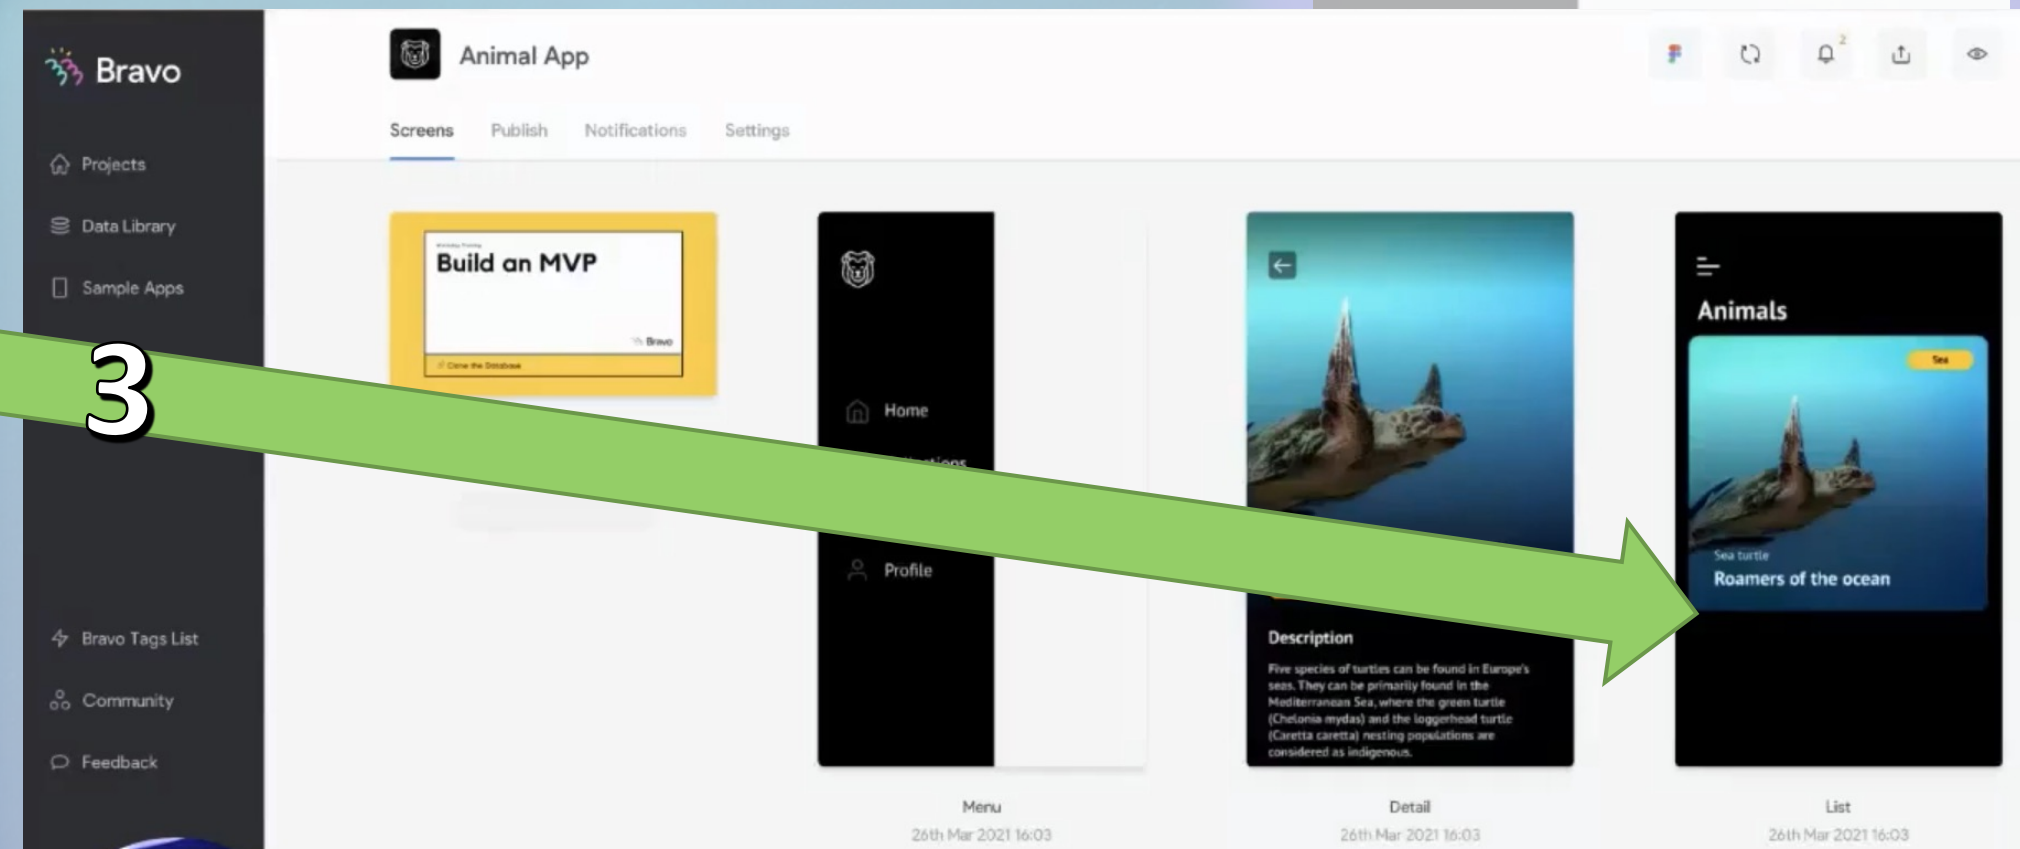 Bravo
Animal App
2
Screens Publish Notifications Settings
Projects
Data Library
Sample Apps
3
Bravo Tags List
Community
Feedback
Build an MVP
Bravo
Clone the Database
Home
Profile
Menu
26th Mar 2021 16:03
Description
Five species of turtles can be found in Europe's
seas. They can be primarily found in the
Mediterranean Sea, where the green turtle
(Chelonia mydas) and the loggerhead turtle
(Caretta caretta) nesting populations are
considered as indigenous.
Detail
26th Mar 2021 16:03
Animals
Sea
Sea turtle
Roamers of the ocean
List
26th Mar 2021 16:03